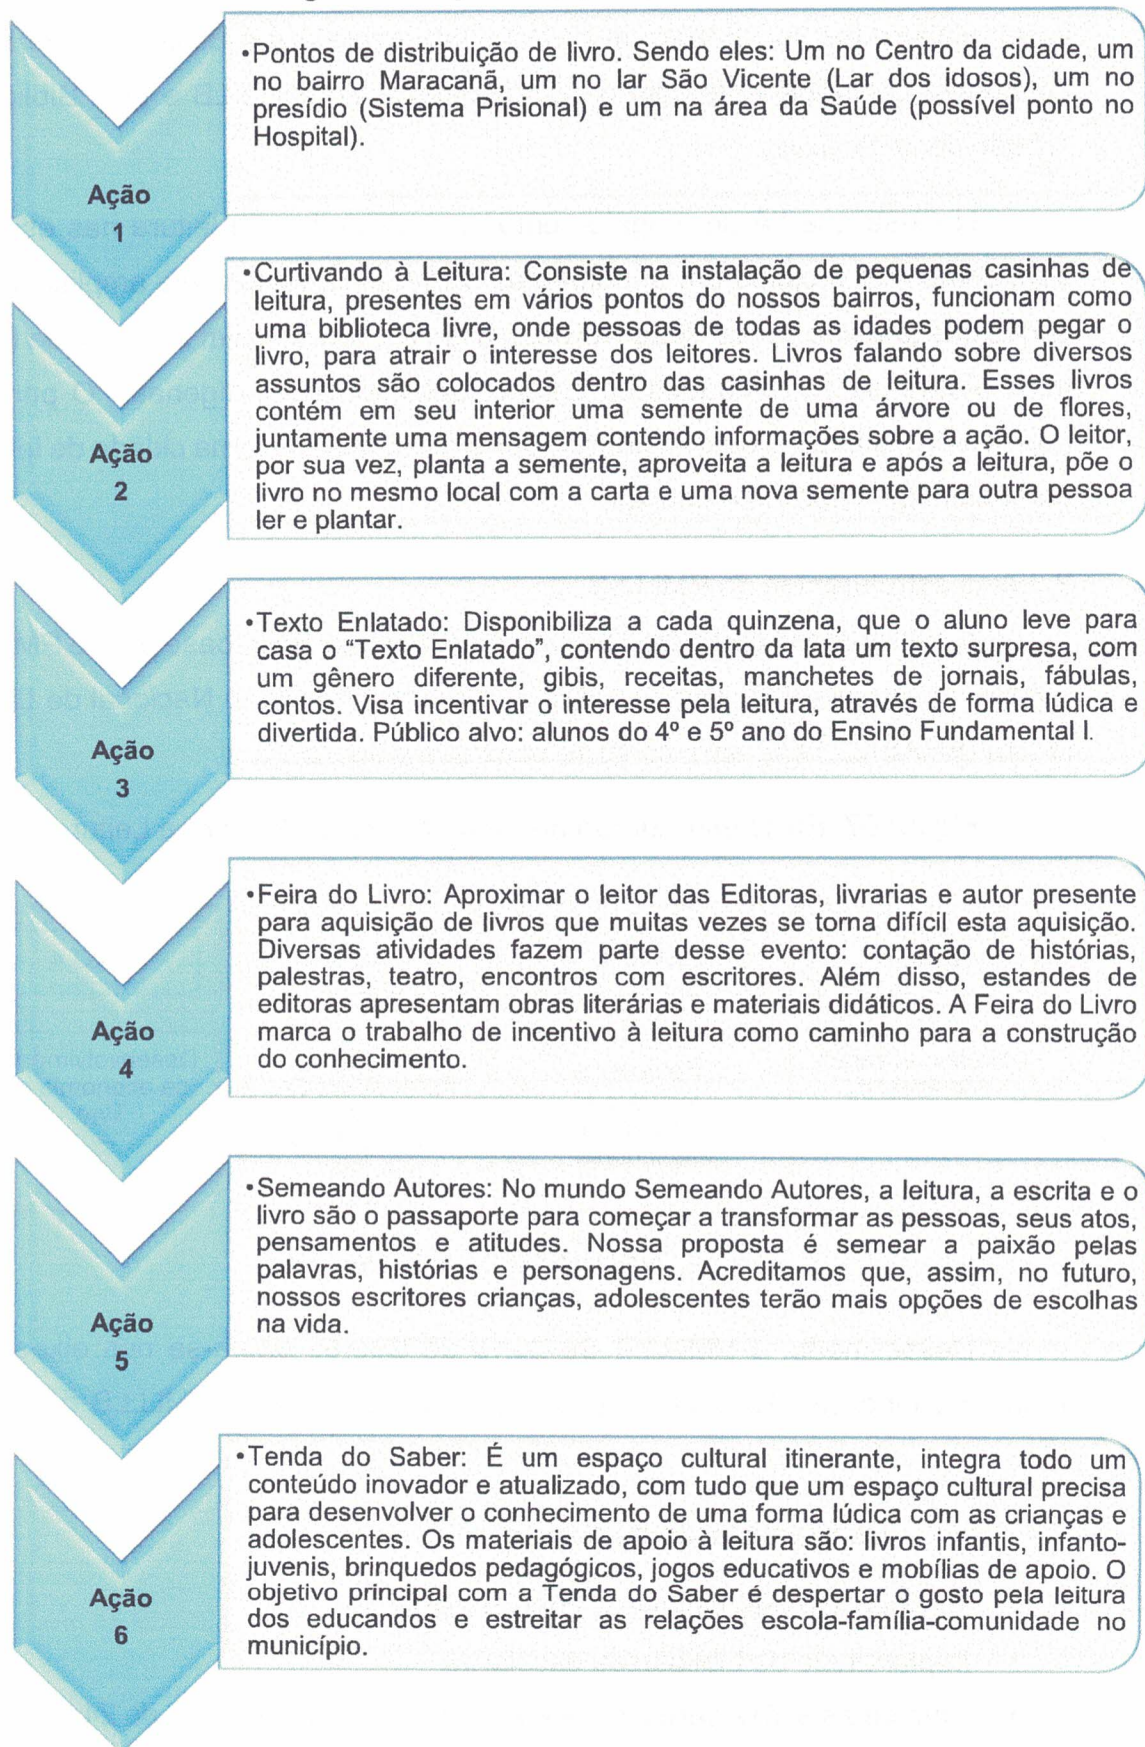 •Pontos de distribuição de livro. Sendo eles: Um no Centro da cidade, um
no bairro Maracanã, um no lar São Vicente (Lar dos idosos), um no
presídio (Sistema Prisional) e um na área da Saúde (possível ponto no
Hospital).
Ação
1
•Curtivando à Leitura: Consiste na instalação de pequenas casinhas de
leitura, presentes em vários pontos do nossos bairros, funcionam como
uma biblioteca livre, onde pessoas de todas as idades podem pegar o
livro, para atrair o interesse dos leitores. Livros falando sobre diversos
assuntos são colocados dentro das casinhas de leitura. Esses livros
contém em seu interior uma semente de uma árvore ou de flores,
juntamente uma mensagem contendo informações sobre a ação. O leitor,
por sua vez, planta a semente, aproveita a leitura e após a leitura, põe o
livro no mesmo local com a carta e uma nova semente para outra pessoa
ler e plantar.
Ação
2
•Texto Enlatado: Disponibiliza a cada quinzena, que o aluno leve para
casa o “Texto Enlatado”, contendo dentro da lata um texto surpresa, com
um gênero diferente, gibis, receitas, manchetes de jornais, fábulas,
contos. Visa incentivar o interesse pela leitura, através de forma lúdica e
divertida. Público alvo: alunos do 4º e 5º ano do Ensino Fundamental I.
Ação
3
•Feira do Livro: Aproximar o leitor das Editoras, livrarias e autor presente
para aquisição de livros que muitas vezes se torna difícil esta aquisição.
Diversas atividades fazem parte desse evento: contação de histórias,
palestras, teatro, encontros com escritores. Além disso, estandes de
editoras apresentam obras literárias e materiais didáticos. A Feira do Livro
marca o trabalho de incentivo à leitura como caminho para a construção
do conhecimento.
Ação
4
•Semeando Autores: No mundo Semeando Autores, a leitura, a escrita e o
livro são o passaporte para começar a transformar as pessoas, seus atos,
pensamentos e atitudes. Nossa proposta é semear a paixão pelas
palavras, histórias e personagens. Acreditamos que, assim, no futuro,
nossos escritores crianças, adolescentes terão mais opções de escolhas
na vida.
Ação
5
•Tenda do Saber: É um espaço cultural itinerante, integra todo um
conteúdo inovador e atualizado, com tudo que um espaço cultural precisa
para desenvolver o conhecimento de uma forma lúdica com as crianças e
adolescentes. Os materiais de apoio à leitura são: livros infantis, infanto-
juvenis, brinquedos pedagógicos, jogos educativos e mobílias de apoio. O
objetivo principal com a Tenda do Saber é despertar o gosto pela leitura
dos educandos e estreitar as relações escola-família-comunidade no
município.
Ação
6